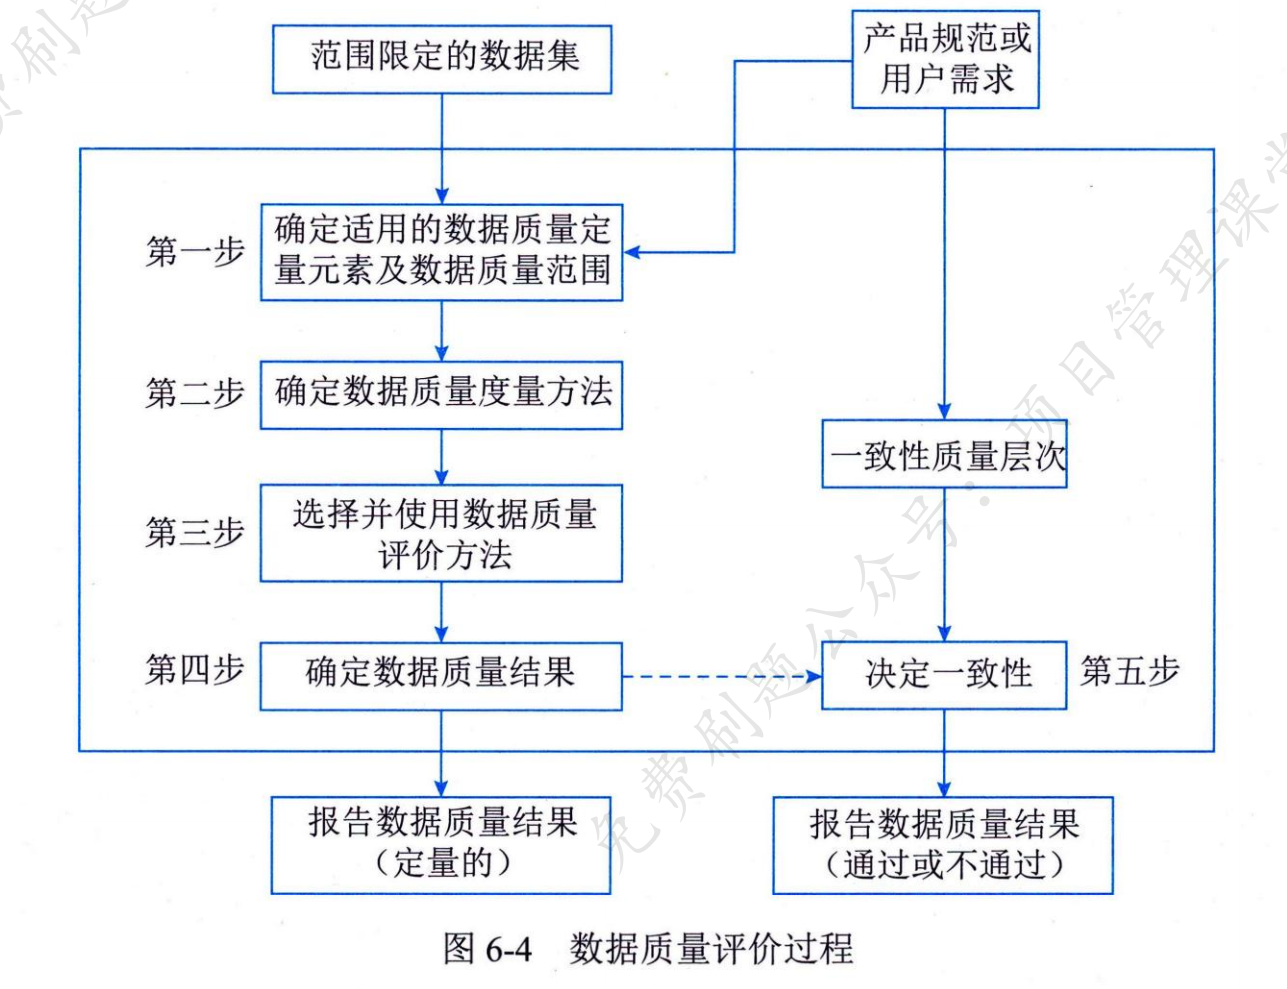 范围限定的数据集
产品规范或
用户需求
第一步
确定适用的数据质量定
量元素及数据质量范围
第二步
确定数据质量度量方法
一致性质量层次
第三步
选择并使用数据质量
评价方法
第四步
确定数据质量结果
决定一致性
第五步
报告数据质量结果
（定量的）
报告数据质量结果
（通过或不通过）
图 6-4 数据质量评价过程
免费刷题公众号：项目管理课堂
费刷题